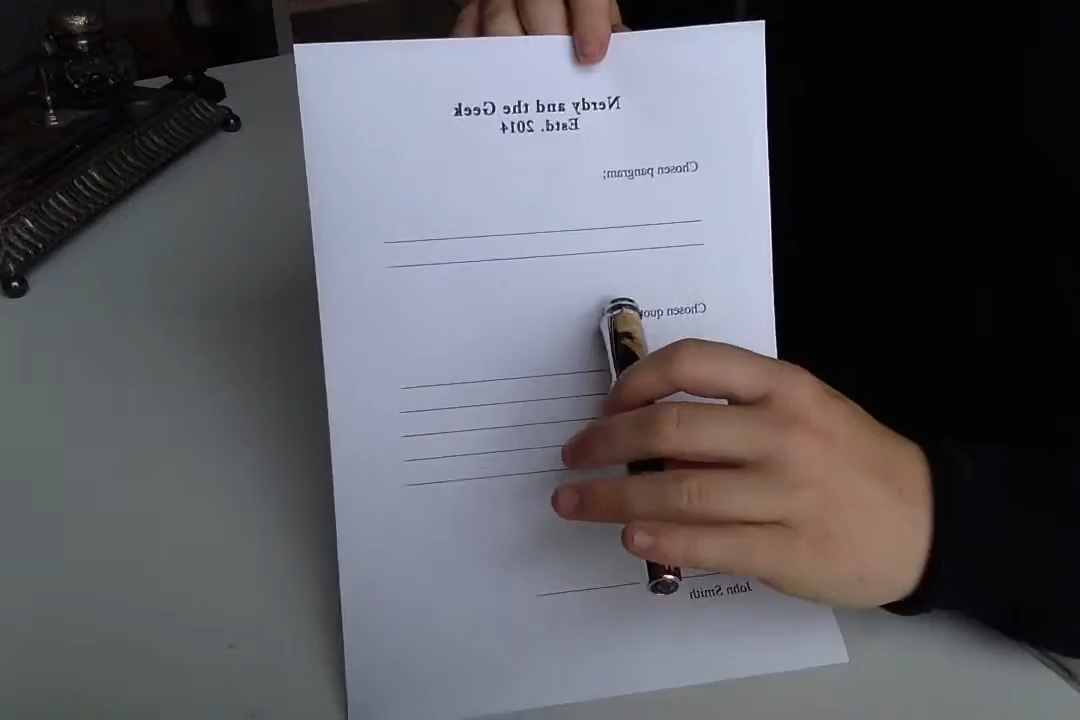 Nerdy and the Geek
Estd. 2014
Chosen pangram;
Chosen
John Smith